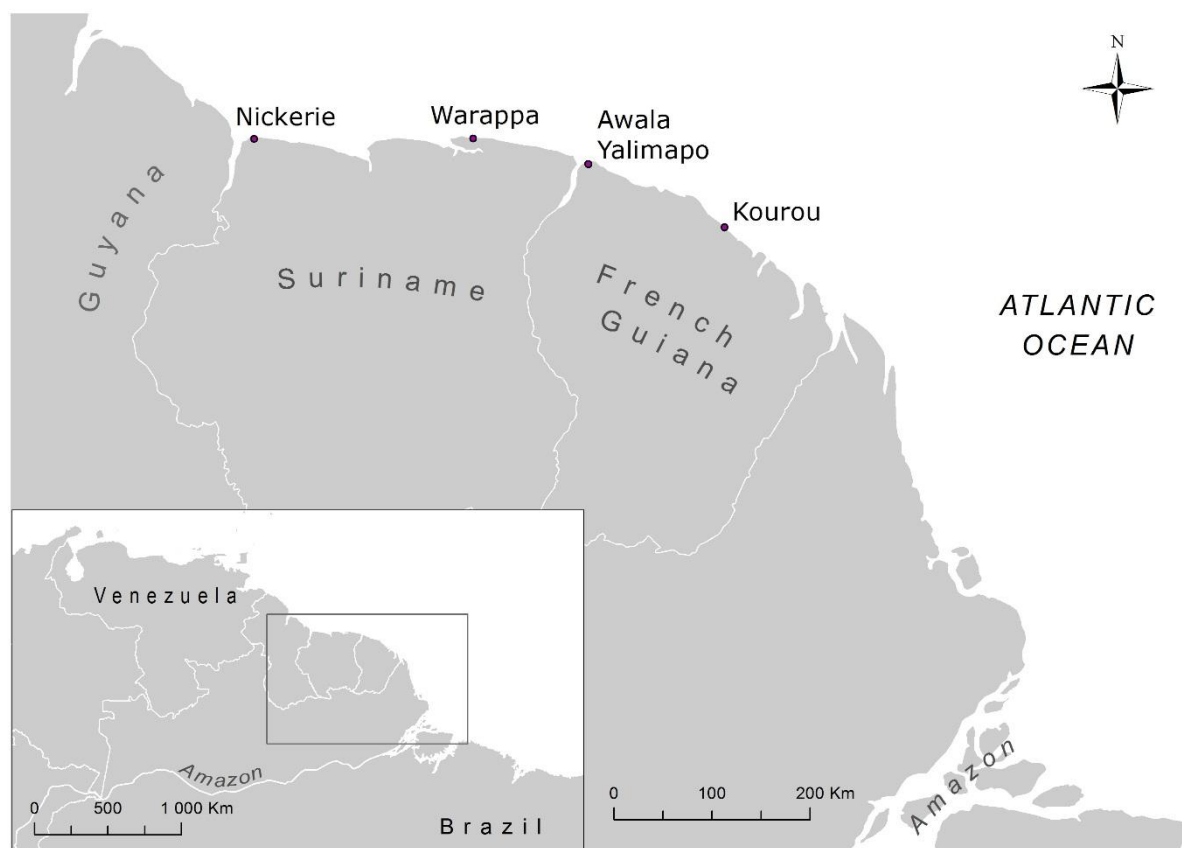 N
Nickerie
Warappa
Awala
Yalimapo
Kourou
Guyana
Suriname
French
Guiana
ATLANTIC
OCEAN
Venezuela
Amazon
0 500 1 000 Km
Brazil
0 100 200 Km
Amazon